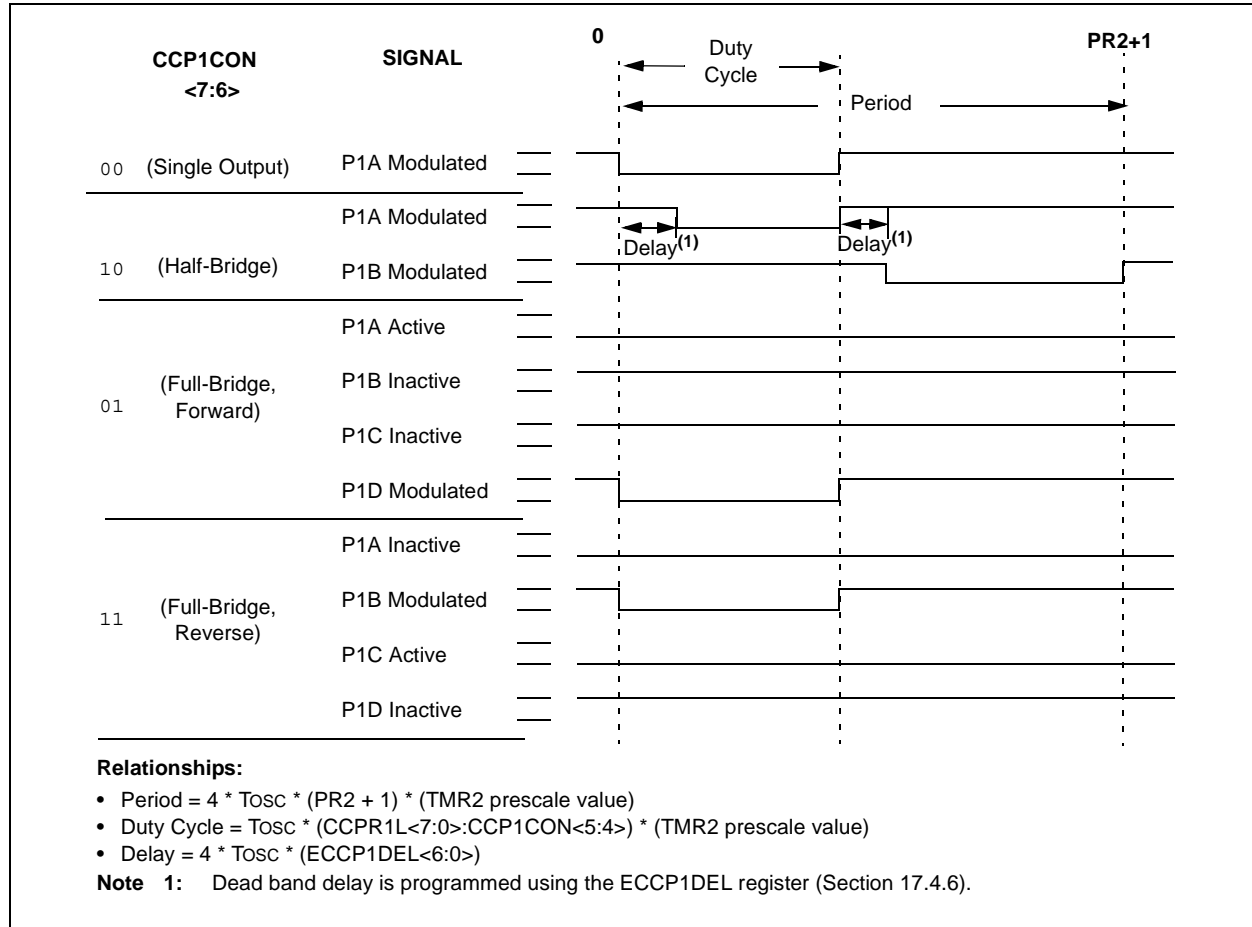 CCP1CON
<7:6>
SIGNAL
0
PR2+1
Duty
Cycle
Period
00 (Single Output) P1A Modulated
P1A Modulated
Delay(1) Delay(1)
10 (Half-Bridge) P1B Modulated
P1A Active
P1B Inactive
01 (Full-Bridge,
Forward)
P1C Inactive
P1D Modulated
P1A Inactive
P1B Modulated
11 (Full-Bridge,
Reverse)
P1C Active
P1D Inactive
Relationships:
• Period = 4 * TOSC * (PR2 + 1) * (TMR2 prescale value)
• Duty Cycle = TOSC * (CCPR1L<7:0>:CCP1CON<5:4>) * (TMR2 prescale value)
• Delay = 4 * TOSC * (ECCP1DEL<6:0>)
Note 1: Dead band delay is programmed using the ECCP1DEL register (Section 17.4.6).